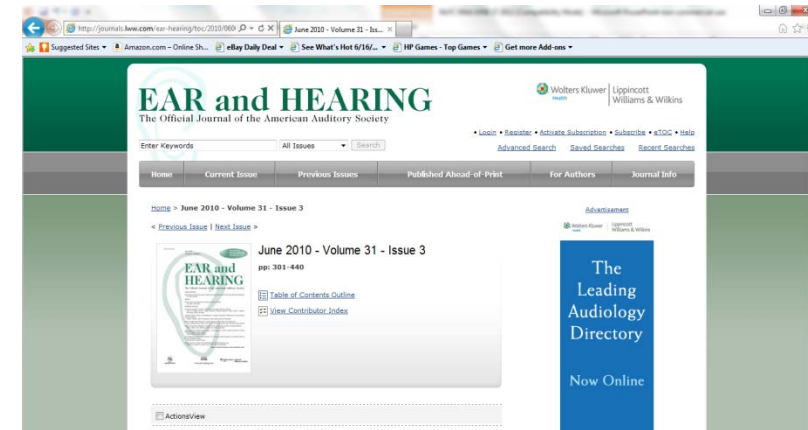 http://journals.lww.com/ear-hearing/toc/2010/060
June 2010 - Volume 31 - Iss...
Suggested Sites
Amazon.com – Online Sh...
eBay Daily Deal
See What's Hot 6/16/...
HP Games - Top Games
Get more Add-ons
EAR and HEARING
The Official Journal of the American Auditory Society
Wolters Kluwer
Health
Lippincott
Williams & Wilkins
• Login • Register • Activate Subscription • Subscribe • eTOC • Help
Enter Keywords All Issues Search
Advanced Search Saved Searches Recent Searches
Home Current Issue Previous Issues Published Ahead-of-Print For Authors Journal Info
Home > June 2010 - Volume 31 - Issue 3
< Previous Issue | Next Issue >
EAR and
HEARING
June 2010 - Volume 31 - Issue 3
pp: 301-440
Table of Contents Outline
View Contributor Index
ActionsView
Advertisement
Wolters Kluwer
Lippincott
Williams & Wilkins
The
Leading
Audiology
Directory
Now Online